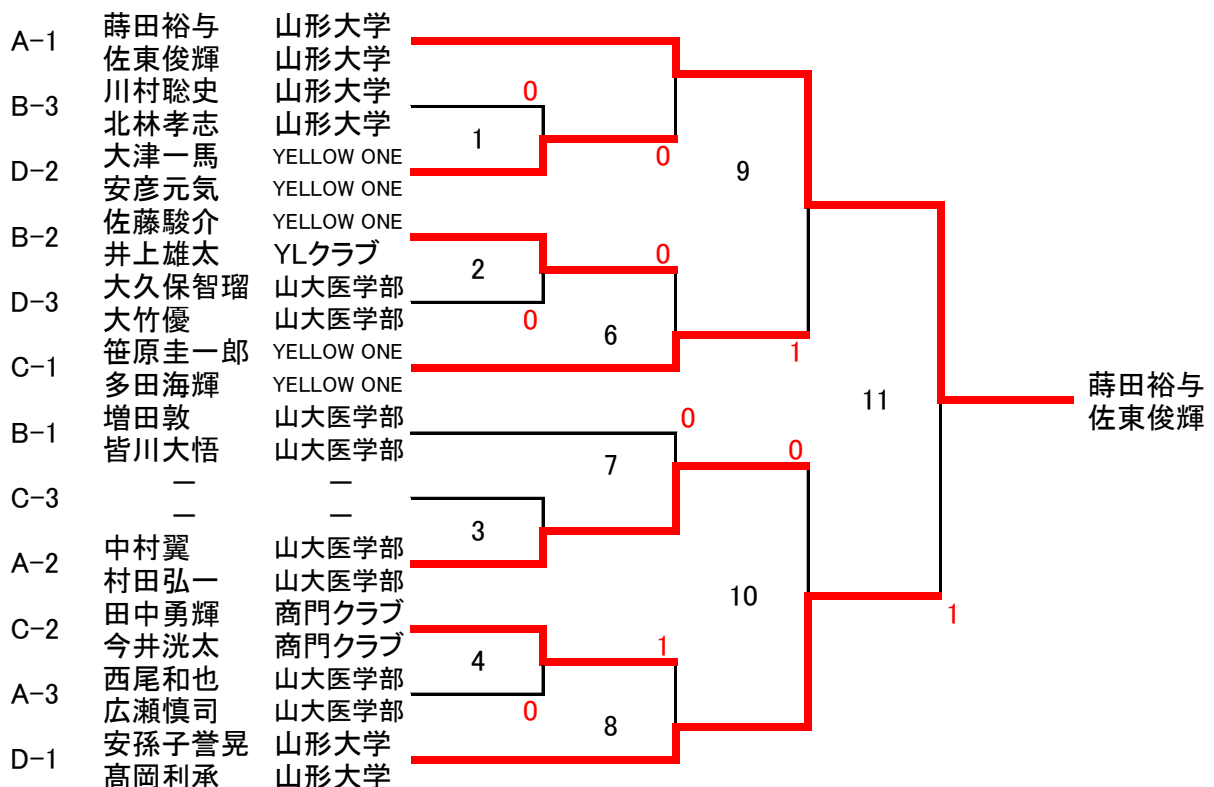 蒔田裕与 山形大学
A-1
佐東俊輝 山形大学
川村聡史 山形大学 0
B-3
北林孝志 山形大学
1
大津一馬 YELLOW ONE 0
D-2 9
安彦元気 YELLOW ONE
佐藤駿介 YELLOW ONE
B-2
井上雄太 YLクラブ 0
2
大久保智瑠 山大医学部
D-3
大竹優 山大医学部 0 6
笹原圭一郎 YELLOW ONE 1
C-1
多田海輝 YELLOW ONE 11 蒔田裕与
増田敦 山大医学部 0 佐東俊輝
B-1
皆川大悟 山大医学部 0
7
ー ー
C-3
ー ー
3
中村翼 山大医学部
A-2
村田弘一 山大医学部 10
田中勇輝 商門クラブ 1
C-2
今井洸太 商門クラブ 1
4
西尾和也 山大医学部
A-3
広瀬慎司 山大医学部 0 8
安孫子誉晃 山形大学
D-1
髙岡利承 山形大学